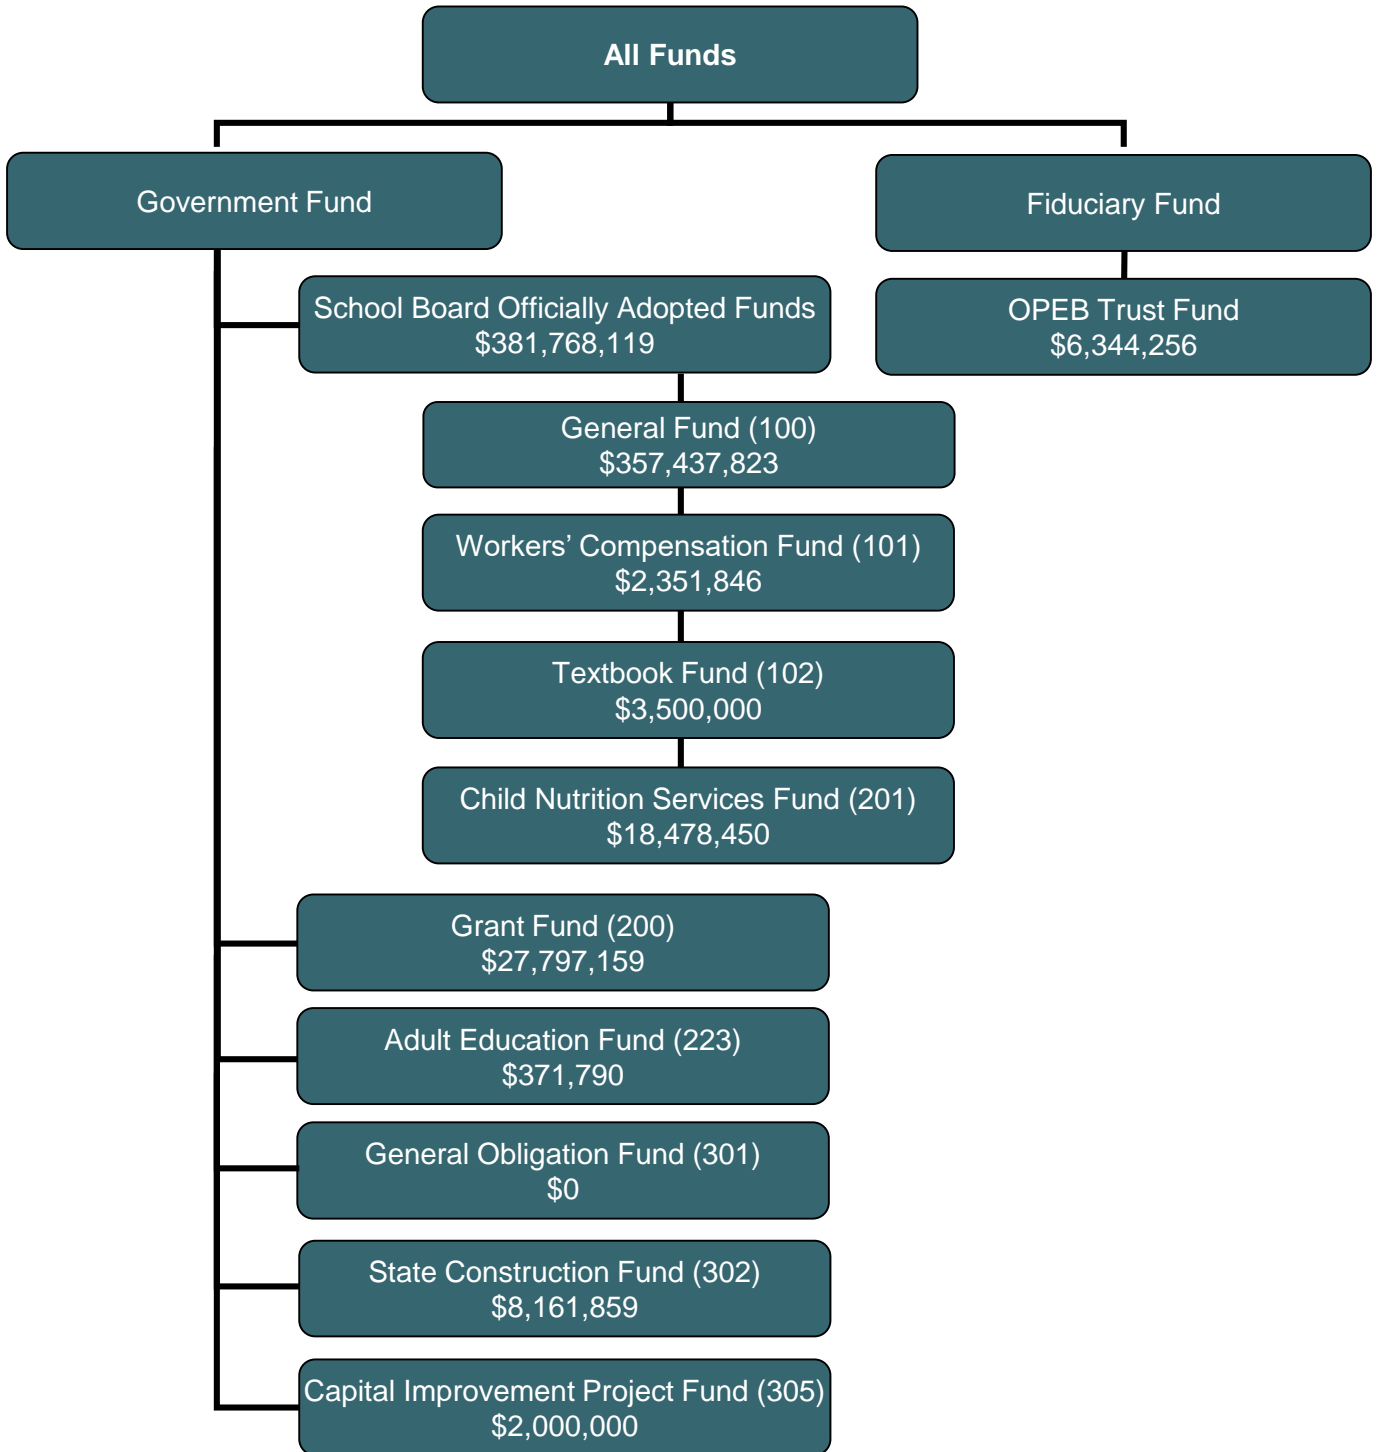 All Funds
Government Fund
Fiduciary Fund
School Board Officially Adopted Funds
$381,768,119
OPEB Trust Fund
$6,344,256
General Fund (100)
$357,437,823
Workers’ Compensation Fund (101)
$2,351,846
Textbook Fund (102)
$3,500,000
Child Nutrition Services Fund (201)
$18,478,450
Grant Fund (200)
$27,797,159
Adult Education Fund (223)
$371,790
General Obligation Fund (301)
$0
State Construction Fund (302)
$8,161,859
Capital Improvement Project Fund (305)
$2,000,000